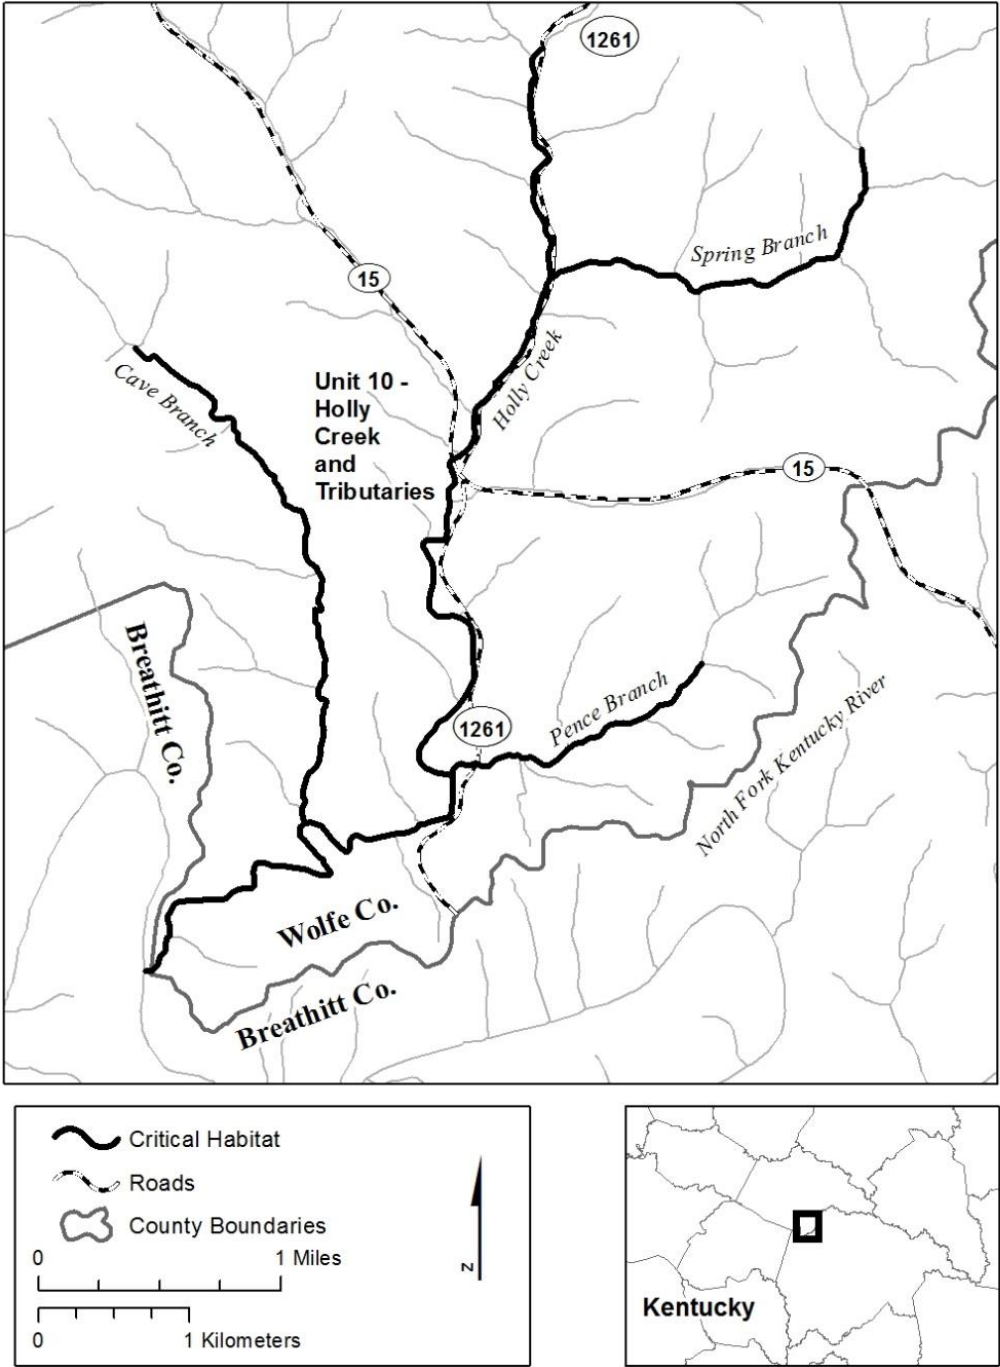 1261
Spring Branch
15
Holly Creek
Cave Branch
Unit 10 -
Holly
Creek
and
Tributaries
15
Breathitt Co.
Pence Branch
1261
North Fork Kentucky River
Wolfe Co.
Breathitt Co.
Critical Habitat
Roads
County Boundaries
0 1 Miles
0 1 Kilometers
N
Kentucky